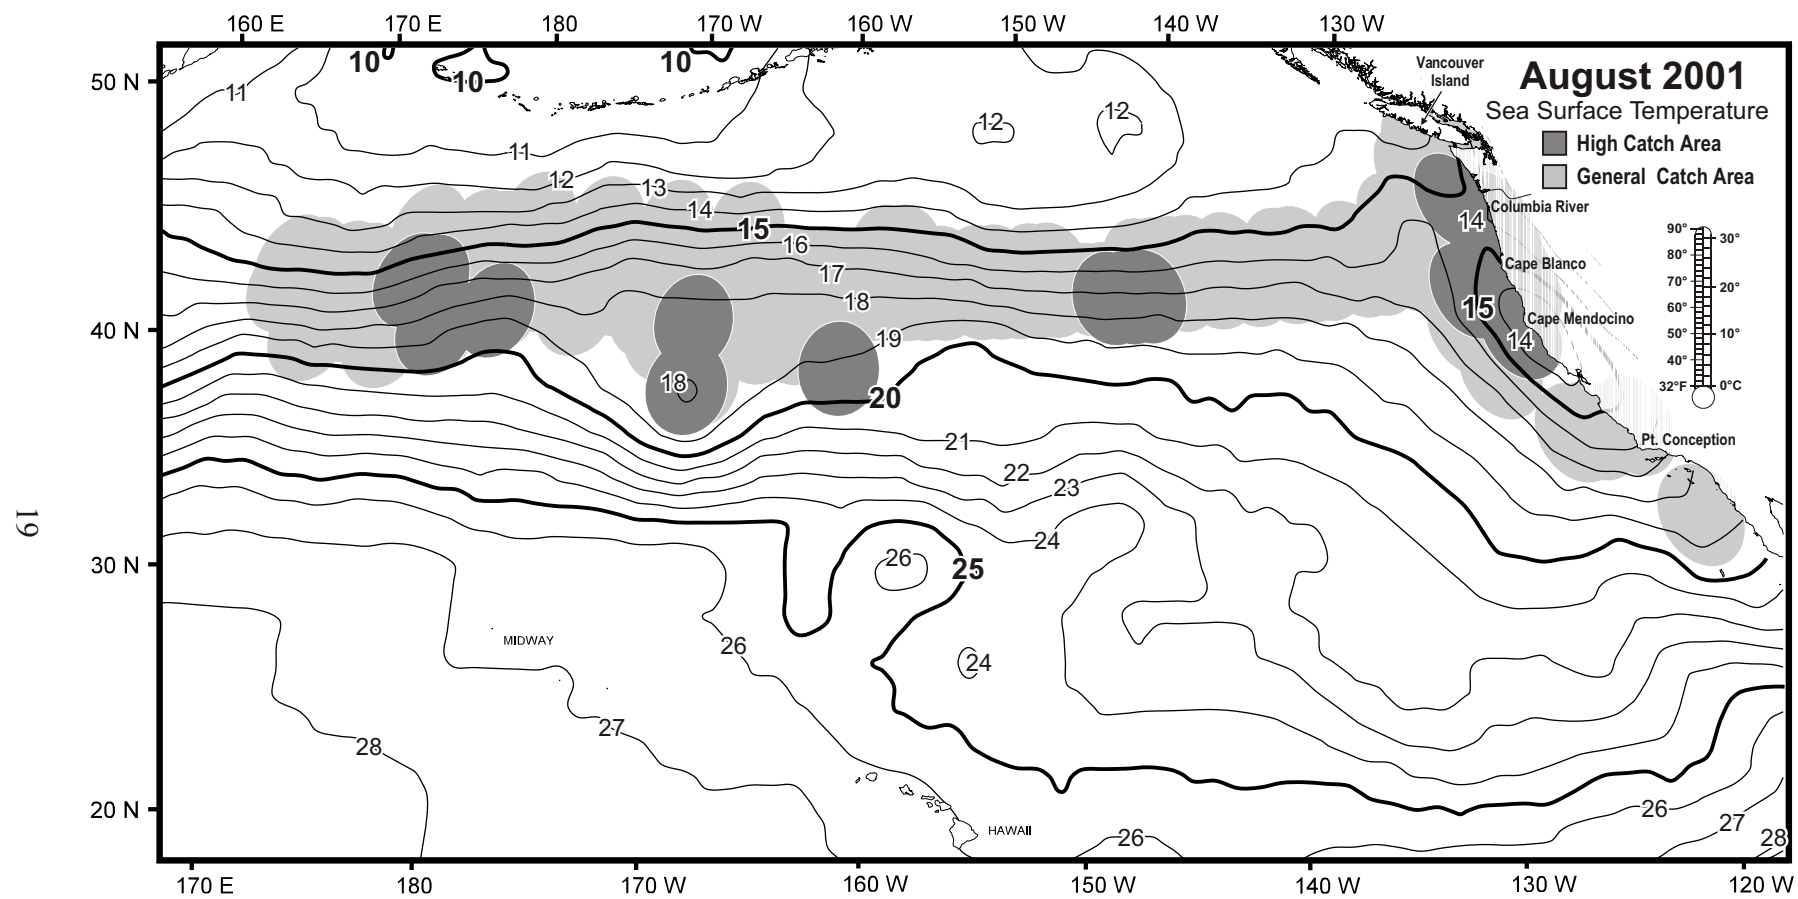 160 E 170 E 180 170 W 160 W 150 W 140 W 130 W
August 2001
Sea Surface Temperature
High Catch Area
General Catch Area
Vancouver
Island
Columbia River
Cape Blanco
Cape Mendocino
Pt. Conception
50 N
40 N
30 N
20 N
10 10 10
11
11
12 12
12 13
14
15
16
17
18
19
18
20
21
22
23
24
25
26
24
26
27
28
26
26
27
28
14
15
14
90° 30°
80°
70° 20°
60°
50° 10°
40°
32°F 0°C
MIDWAY
HAWAII
170 E 180 170 W 160 W 150 W 140 W 130 W 120 W
19